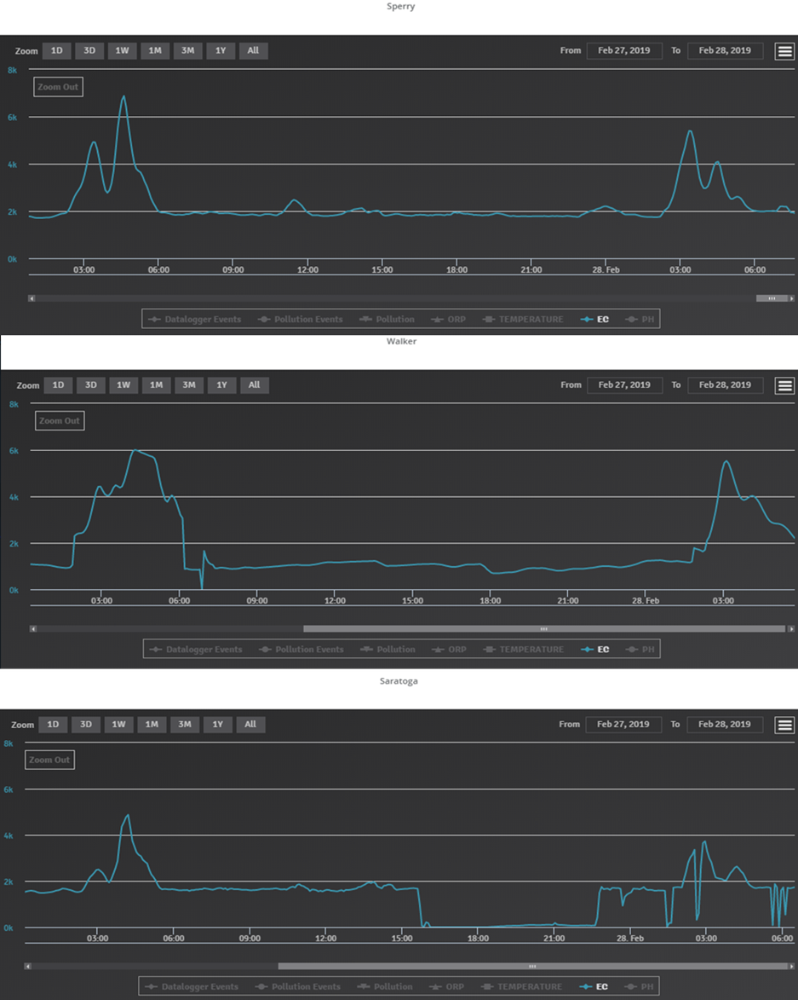 Sperry
Zoom 1D 3D 1W 1M 3M 1Y All From Feb 27, 2019 To Feb 28, 2019
8k
Zoom Out
6k
4k
2k
0k
03:00 06:00 09:00 12:00 15:00 18:00 21:00 28. Feb 03:00 06:00
Datalogger Events Pollution Events Pollution ORP TEMPERATURE EC PH
Walker
Zoom 1D 3D 1W 1M 3M 1Y All From Feb 27, 2019 To Feb 28, 2019
8k
Zoom Out
6k
4k
2k
0k
03:00 06:00 09:00 12:00 15:00 18:00 21:00 28. Feb 03:00
Datalogger Events Pollution Events Pollution ORP TEMPERATURE EC PH
Saratoga
Zoom 1D 3D 1W 1M 3M 1Y All From Feb 27, 2019 To Feb 28, 2019
8k
Zoom Out
6k
4k
2k
0k
03:00 06:00 09:00 12:00 15:00 18:00 21:00 28. Feb 03:00 06:00
Datalogger Events Pollution Events Pollution ORP TEMPERATURE EC PH